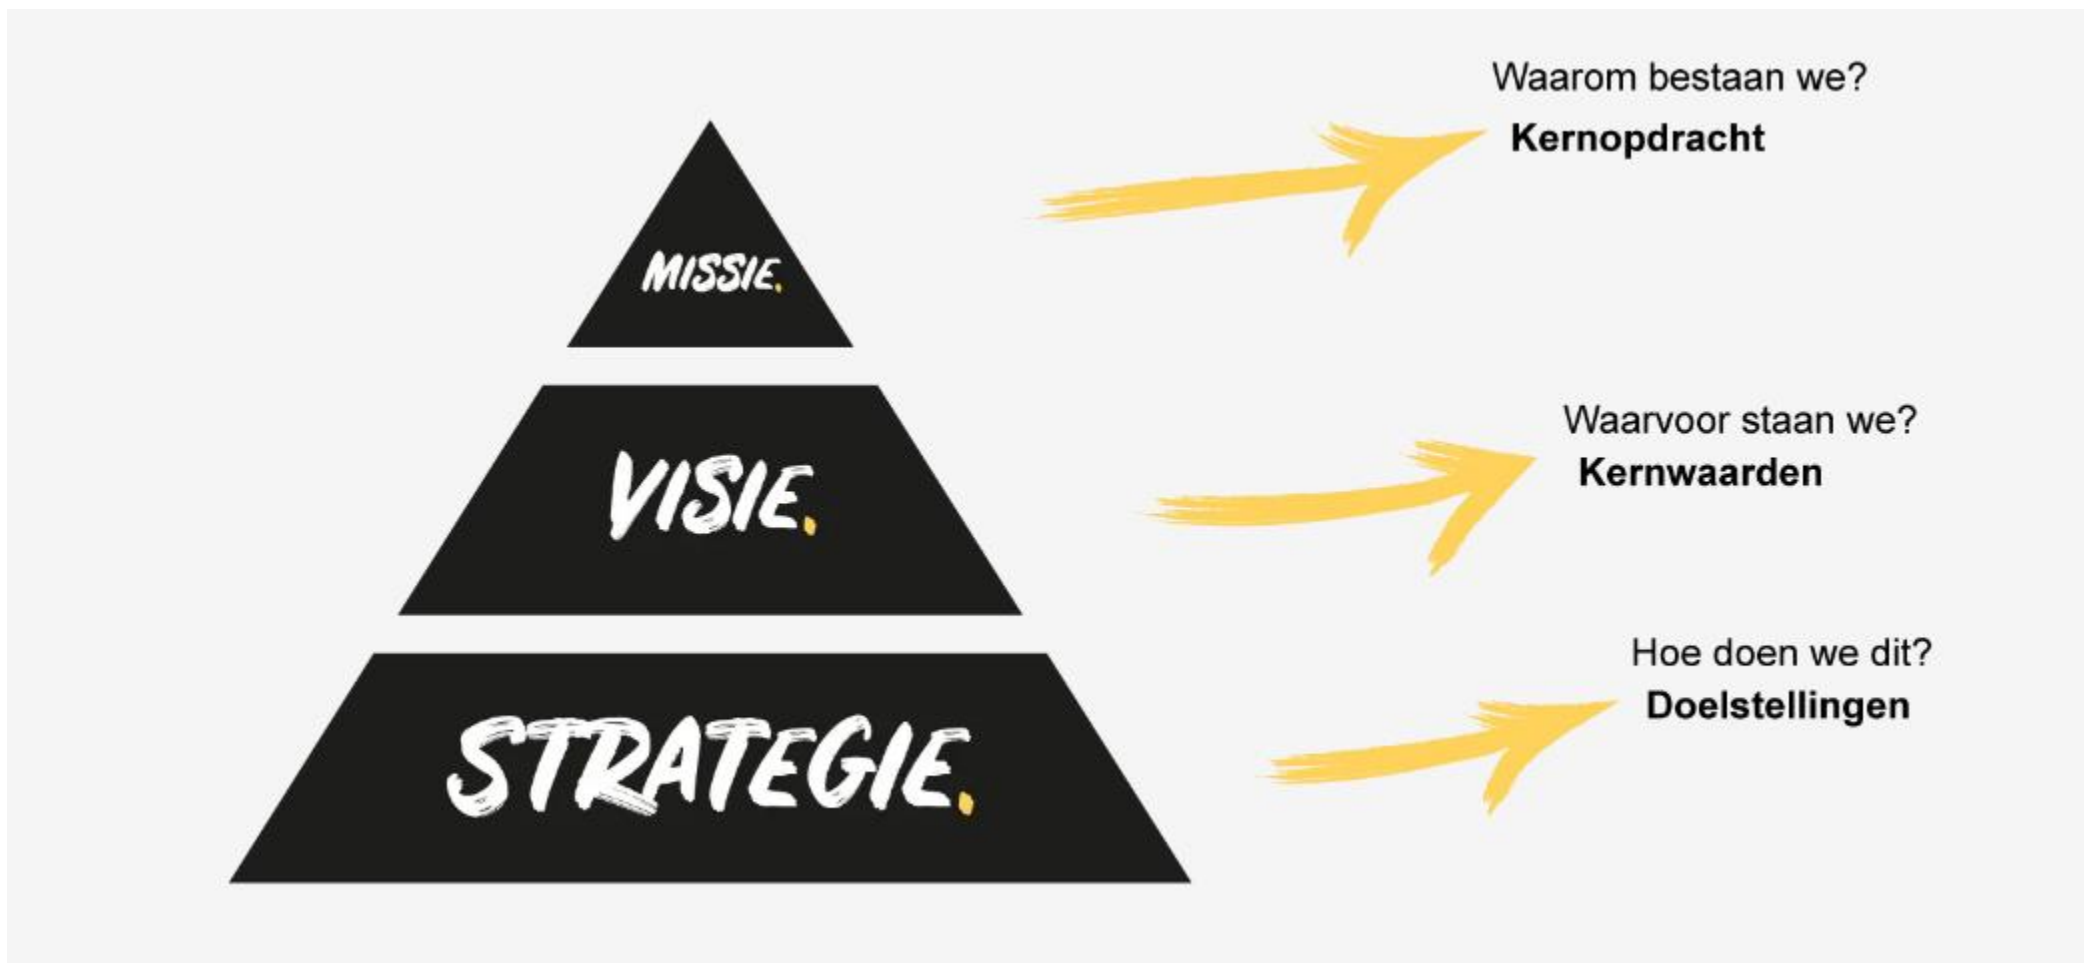 Waarom bestaan we?
Kernopdracht
MISSIE.
Waarvoor staan we?
Kernwaarden
VISIE.
Hoe doen we dit?
Doelstellingen
STRATEGIE.